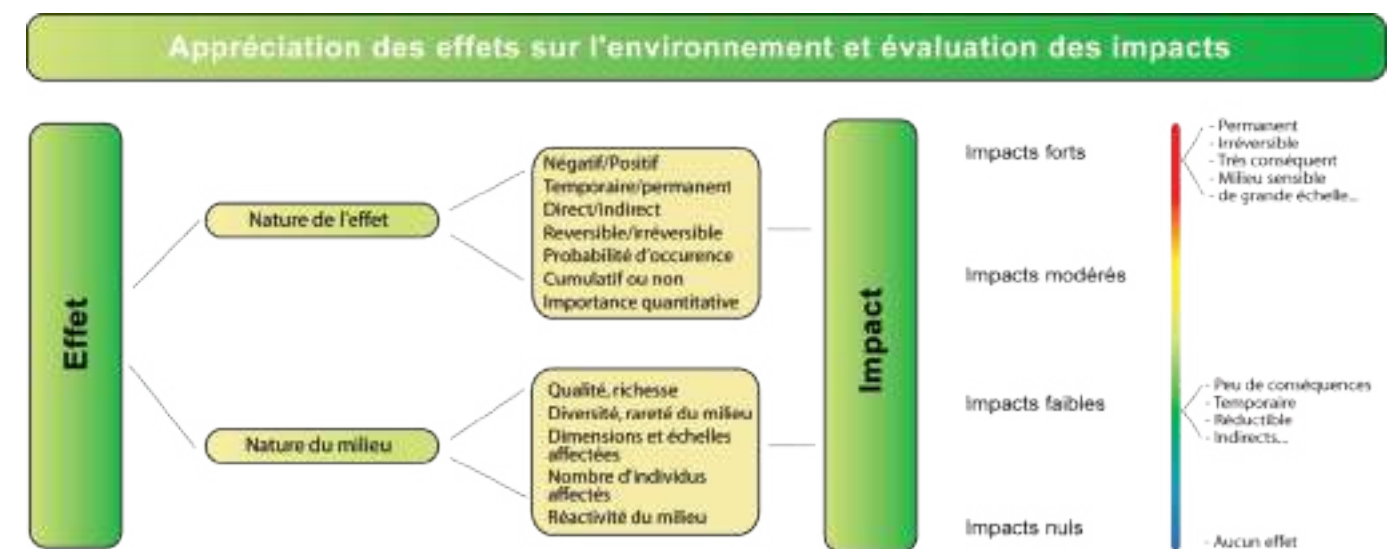 Appréciation des effets sur l'environnement et évaluation des impacts
Effet
Nature de l'effet
Négatif/Positif
Temporaire/permanent
Direct/Indirect
Reversible/irréversible
Probabilité d'occurence
Cumulatif ou non
Importance quantitative
Nature du milieu
Qualité, richesse
Diversité, rareté du milieu
Dimensions et échelles
affectées
Nombre d'individus
affectés
Réactivité du milieu
Impact
Impacts forts
Impacts modérés
Impacts faibles
Impacts nuls
- Permanent
- Irréversible
- Très conséquent
- Milieu sensible
- de grande échelle...
- Peu de conséquences
- Temporaire
- Réductible
- Indirects...
- Aucun effet